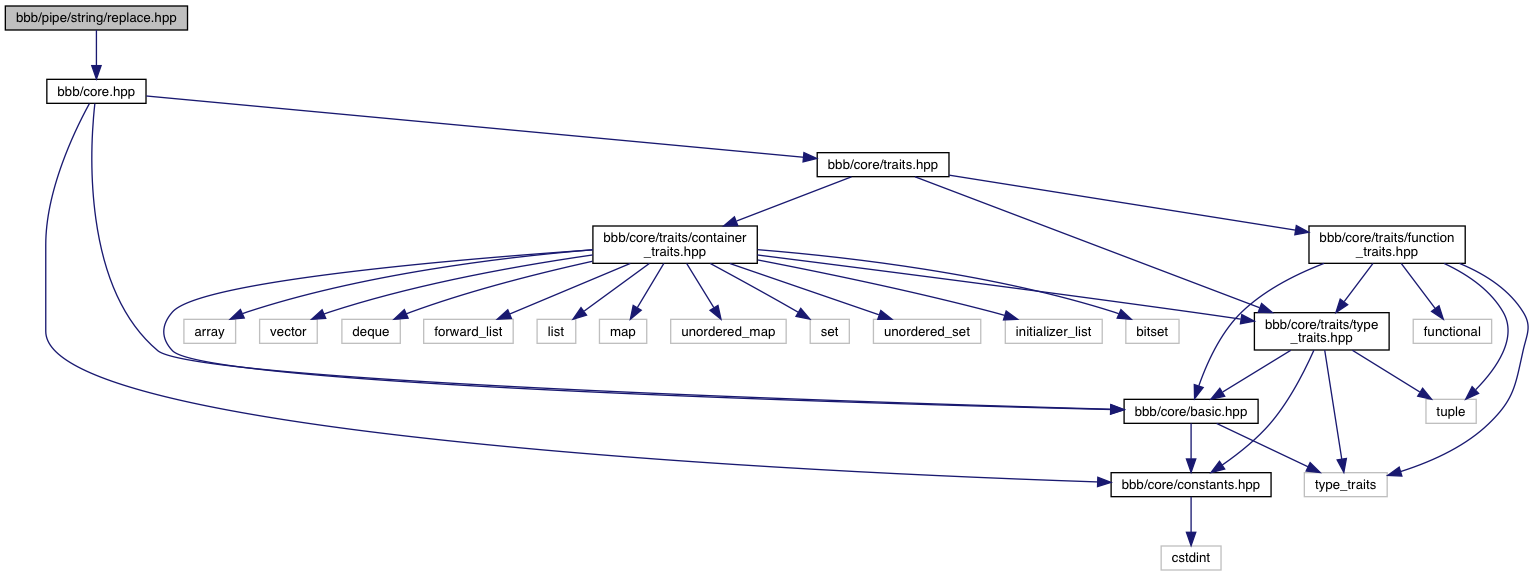 bbb/pipe/string/replace.hpp
bbb/core.hpp
bbb/core/traits.hpp
bbb/core/traits/container
_traits.hpp
bbb/core/traits/function
_traits.hpp
array
vector
deque
forward_list
list
map
unordered_map
set
unordered_set
initializer_list
bitset
bbb/core/traits/type
_traits.hpp
functional
bbb/core/basic.hpp
tuple
bbb/core/constants.hpp
type_traits
cstdint